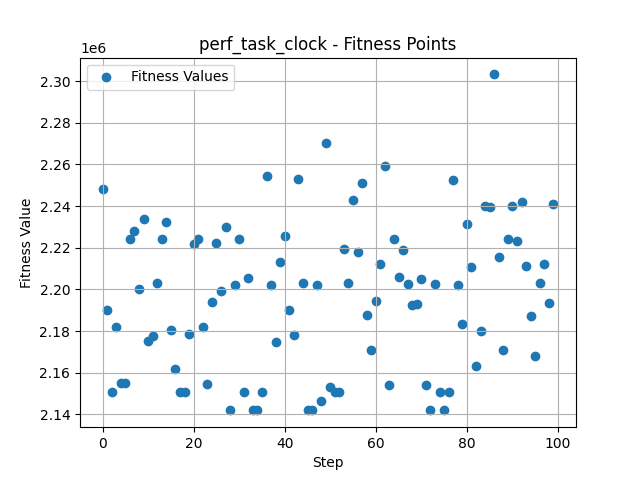 perf_task_clock - Fitness Points
1e6
Fitness Values
2.30
2.28
2.26
2.24
2.22
2.20
2.18
2.16
2.14
Fitness Value
0 20 40 60 80 100
Step